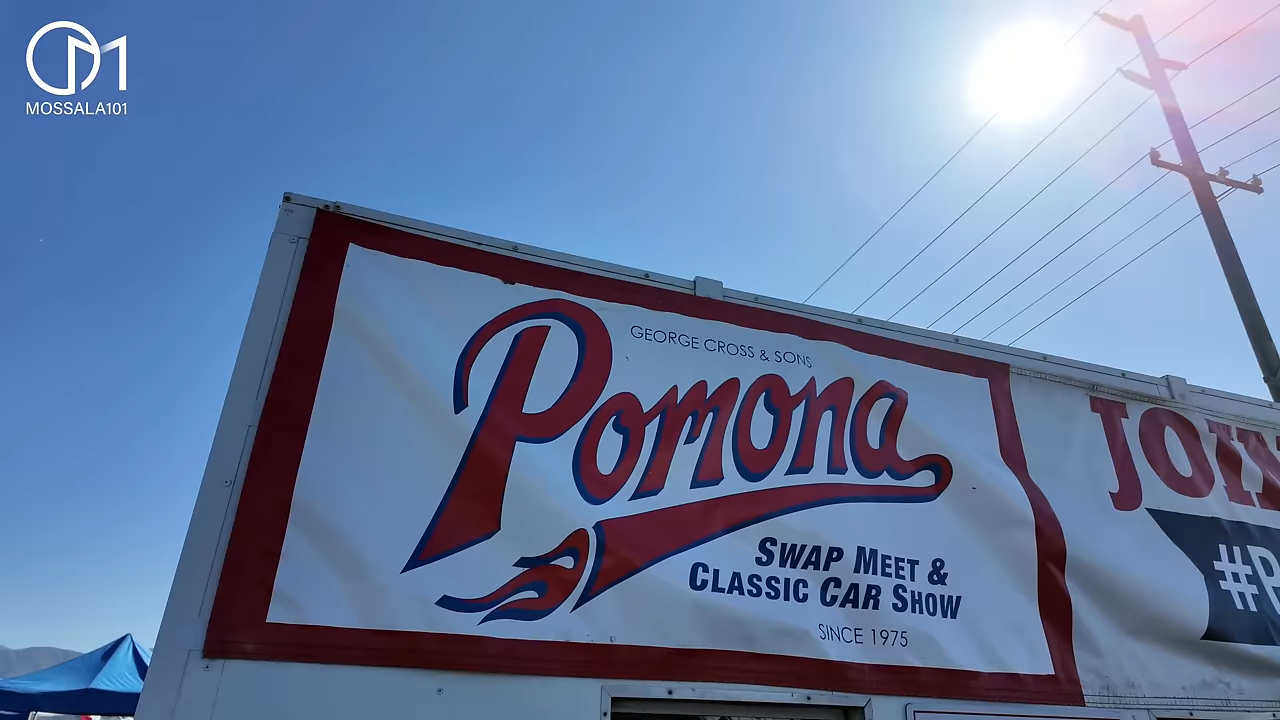 MOSSALA101
GEORGE CROSS & SONS
Pomona
SWAP MEET &
CLASSIC CAR SHOW
SINCE 1975